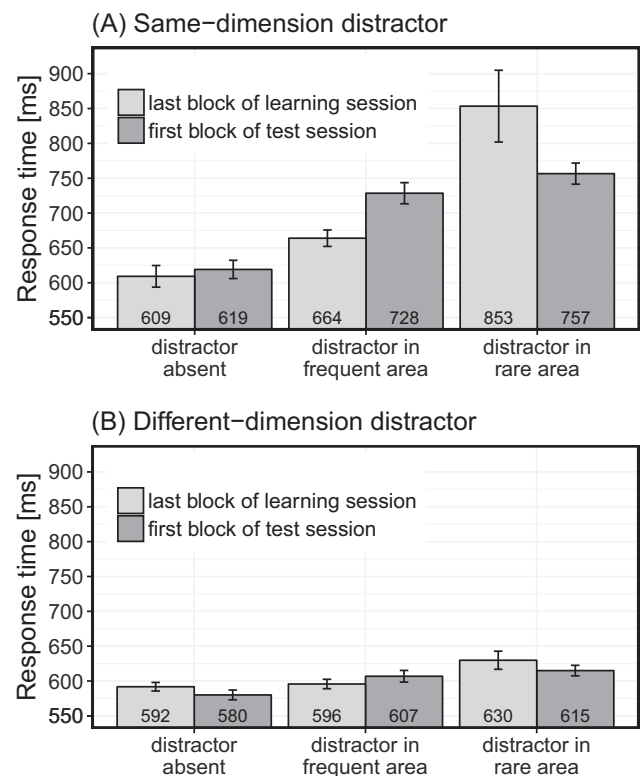 (A) Same−dimension distractor
Response time [ms]
900
850
800
750
700
650
600
550
last block of learning session
first block of test session
609 619 664 728 853 757
distractor absent
distractor in frequent area
distractor in rare area
(B) Different−dimension distractor
Response time [ms]
900
850
800
750
700
650
600
550
last block of learning session
first block of test session
592 580 596 607 630 615
distractor absent
distractor in frequent area
distractor in rare area